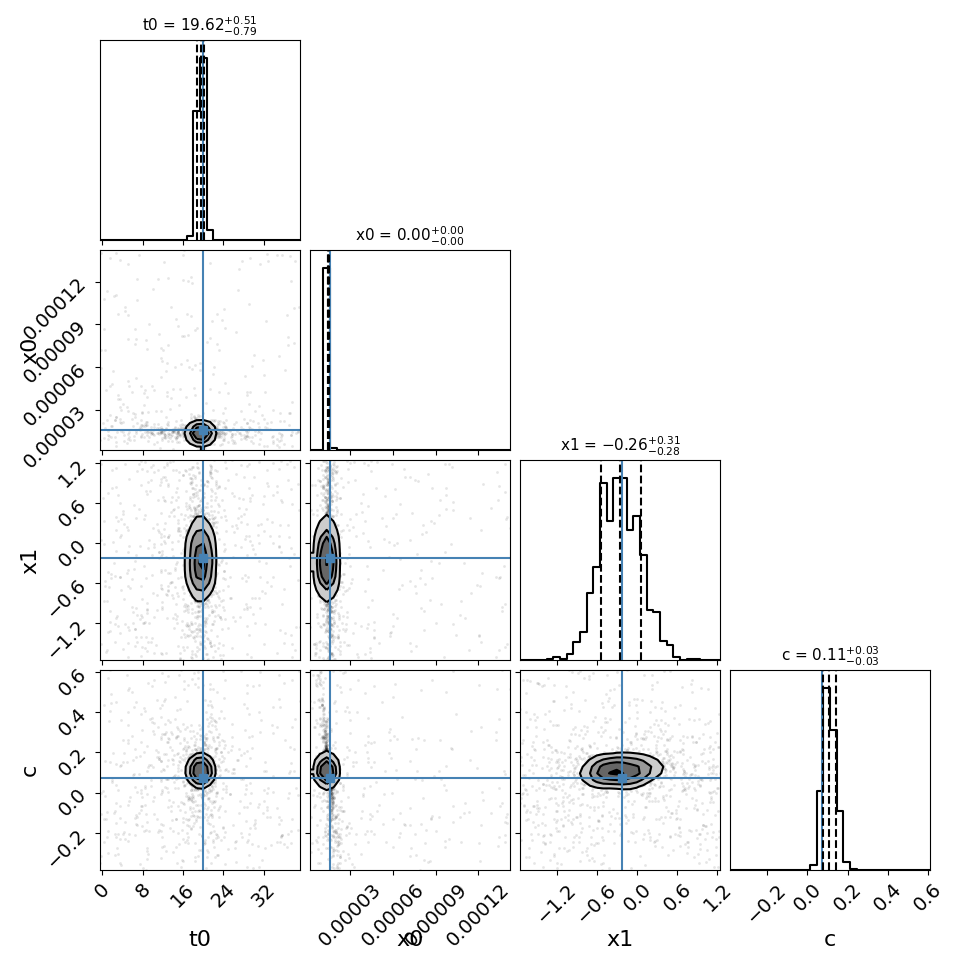 t0 = 19.62+0.51−0.79
x0 = 0.00+0.00−0.00
x0
0.00012
0.00009
0.00006
0.00003
x1 = −0.26+0.31−0.28
x1
1.2
0.6
0.0
−0.6
−1.2
c = 0.11+0.03−0.03
c
0.6
0.4
0.2
0.0
−0.2
0 8 16 24 32
0.00003 0.00006 0.00009 0.00012
−1.2 −0.6 0.0 0.6 1.2
−0.2 0.0 0.2 0.4 0.6
t0 x0 x1 c